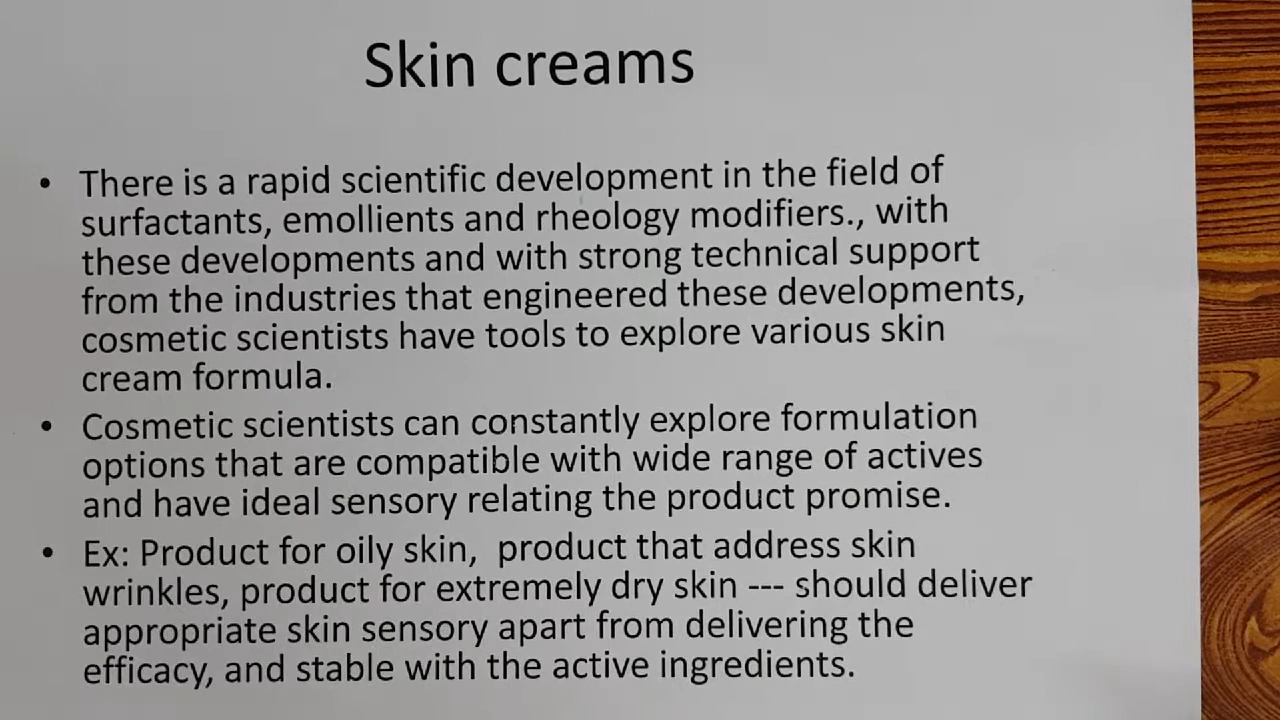 Skin creams
• There is a rapid scientific development in the field of
surfactants, emollients and rheology modifiers., with
these developments and with strong technical support
from the industries that engineered these developments,
cosmetic scientists have tools to explore various skin
cream formula.
• Cosmetic scientists can constantly explore formulation
options that are compatible with wide range of actives
and have ideal sensory relating the product promise.
• Ex: Product for oily skin,  product that address skin
wrinkles, product for extremely dry skin --- should deliver
appropriate skin sensory apart from delivering the
efficacy, and stable with the active ingredients.